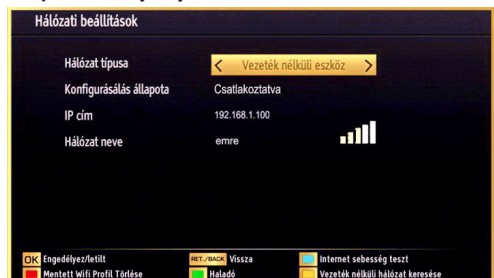 Hálózati beállítások
Hálózat típusa
Vezeték nélküli eszköz
Konfigurásálás állapota
Csatlakoztatva
IP cím
192.168.1.100
Hálózat neve
emre
OK Engedélyez/letilt
RET./BACK Vissza
Internet sebesség teszt
Mentett Wifi Profil Törlése
Haladó
Vezeték nélküli hálózat keresése